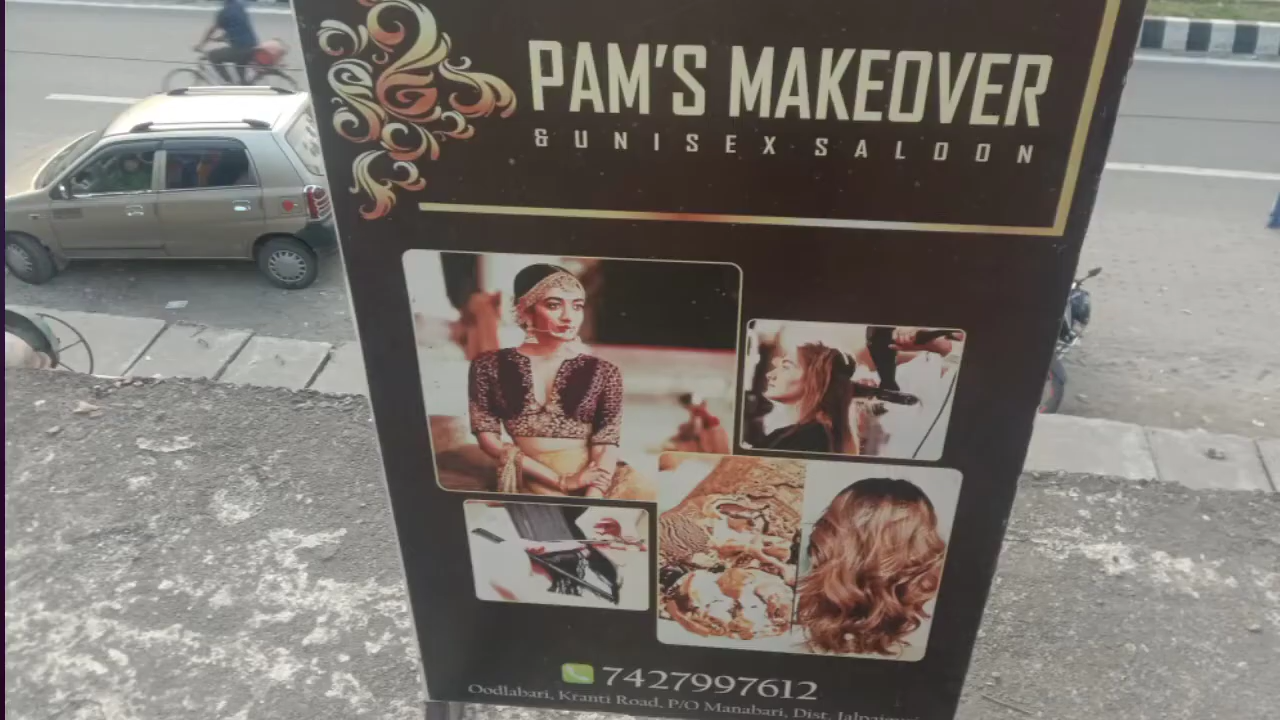 PAM'S MAKEOVER
& UNISEX SALOON
7427997612
Oodlabari, Kranti Road, P/O Manabari, Dist.